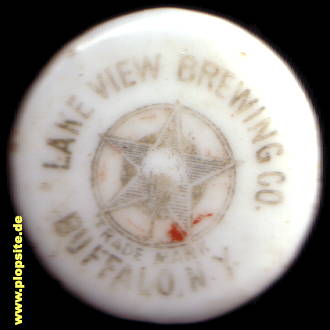 LAKE VIEW BREWING CO.
TRADE MARK
BUFFALO. N.Y.
www.plopsite.de ©